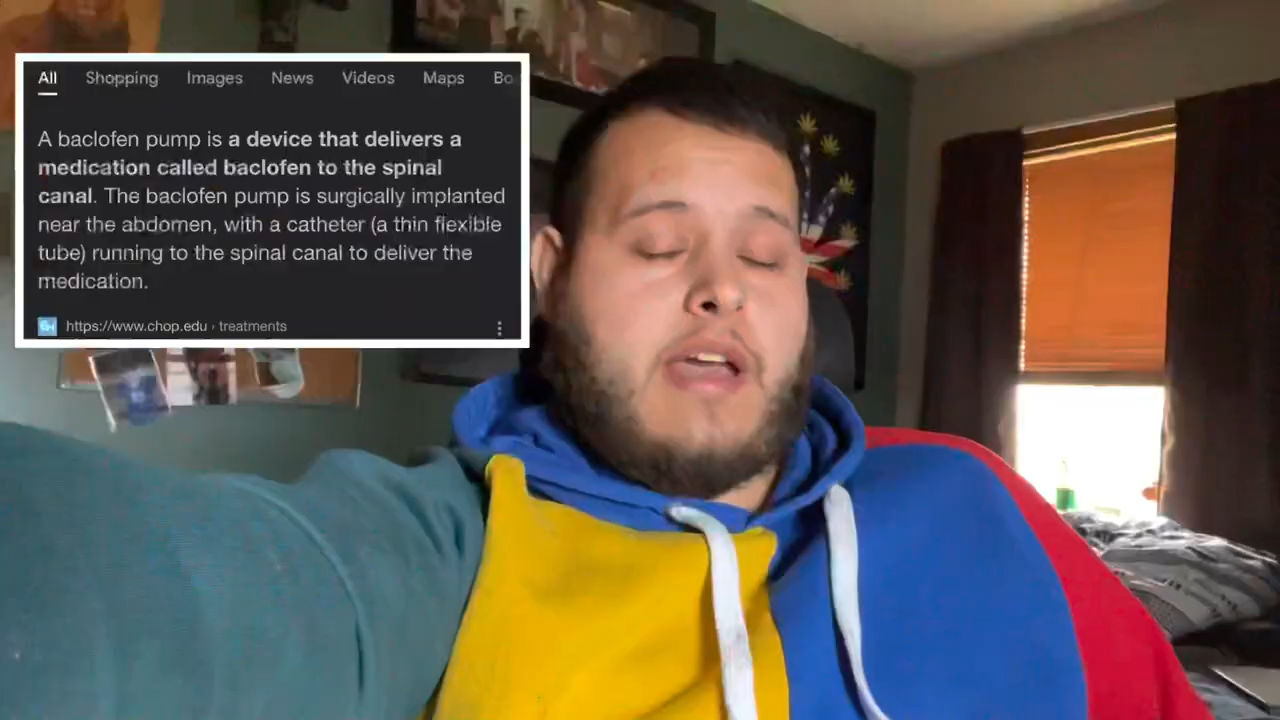 All Shopping Images News Videos Maps Bo
A baclofen pump is a device that delivers a
medication called baclofen to the spinal
canal. The baclofen pump is surgically implanted
near the abdomen, with a catheter (a thin flexible
tube) running to the spinal canal to deliver the
medication.
https://www.chop.edu › treatments